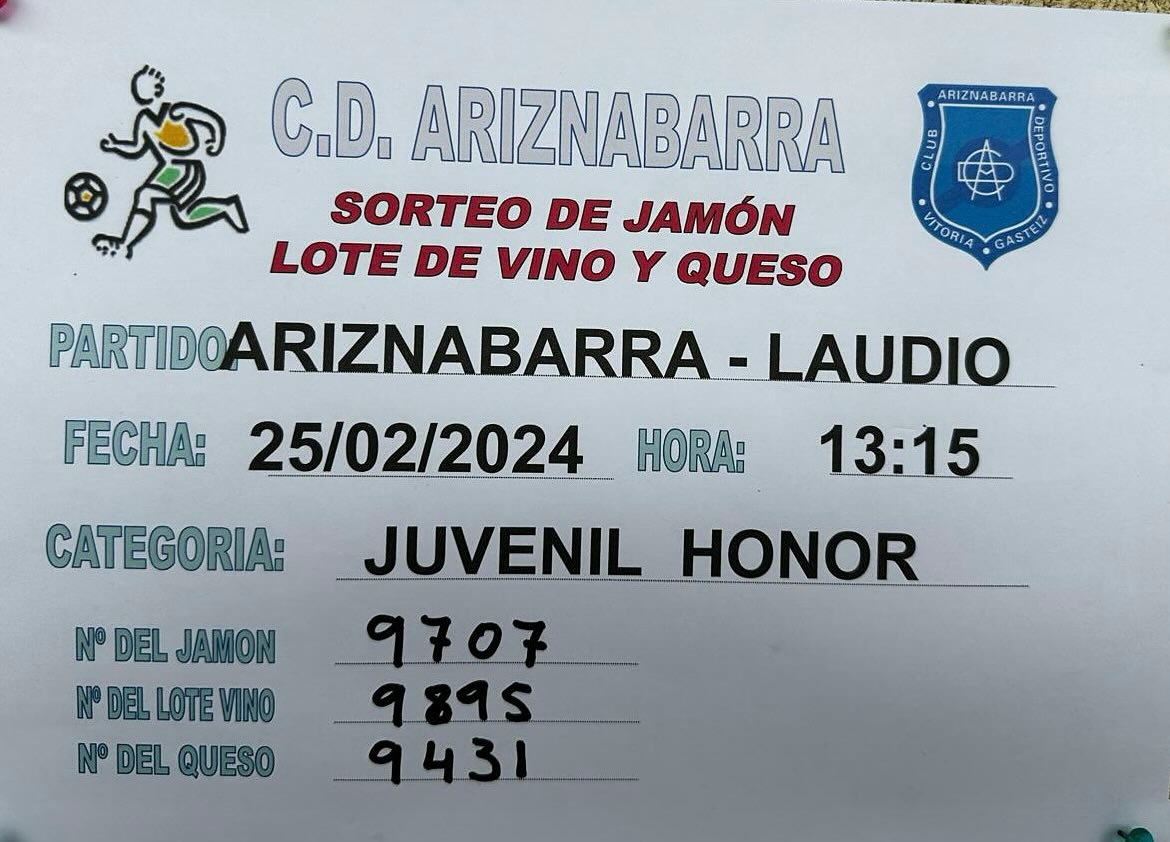 C.D. ARIZNABARRA
ARIZNABARRA
CLUB
DEPORTIVO
VITORIA • GASTEIZ
SORTEO DE JAMÓN
LOTE DE VINO Y QUESO
PARTIDO: ARIZNABARRA - LAUDIO
FECHA: 25/02/2024 HORA: 13:15
CATEGORIA: JUVENIL HONOR
Nº DEL JAMON 9707
Nº DEL LOTE VINO 9895
Nº DEL QUESO 9431